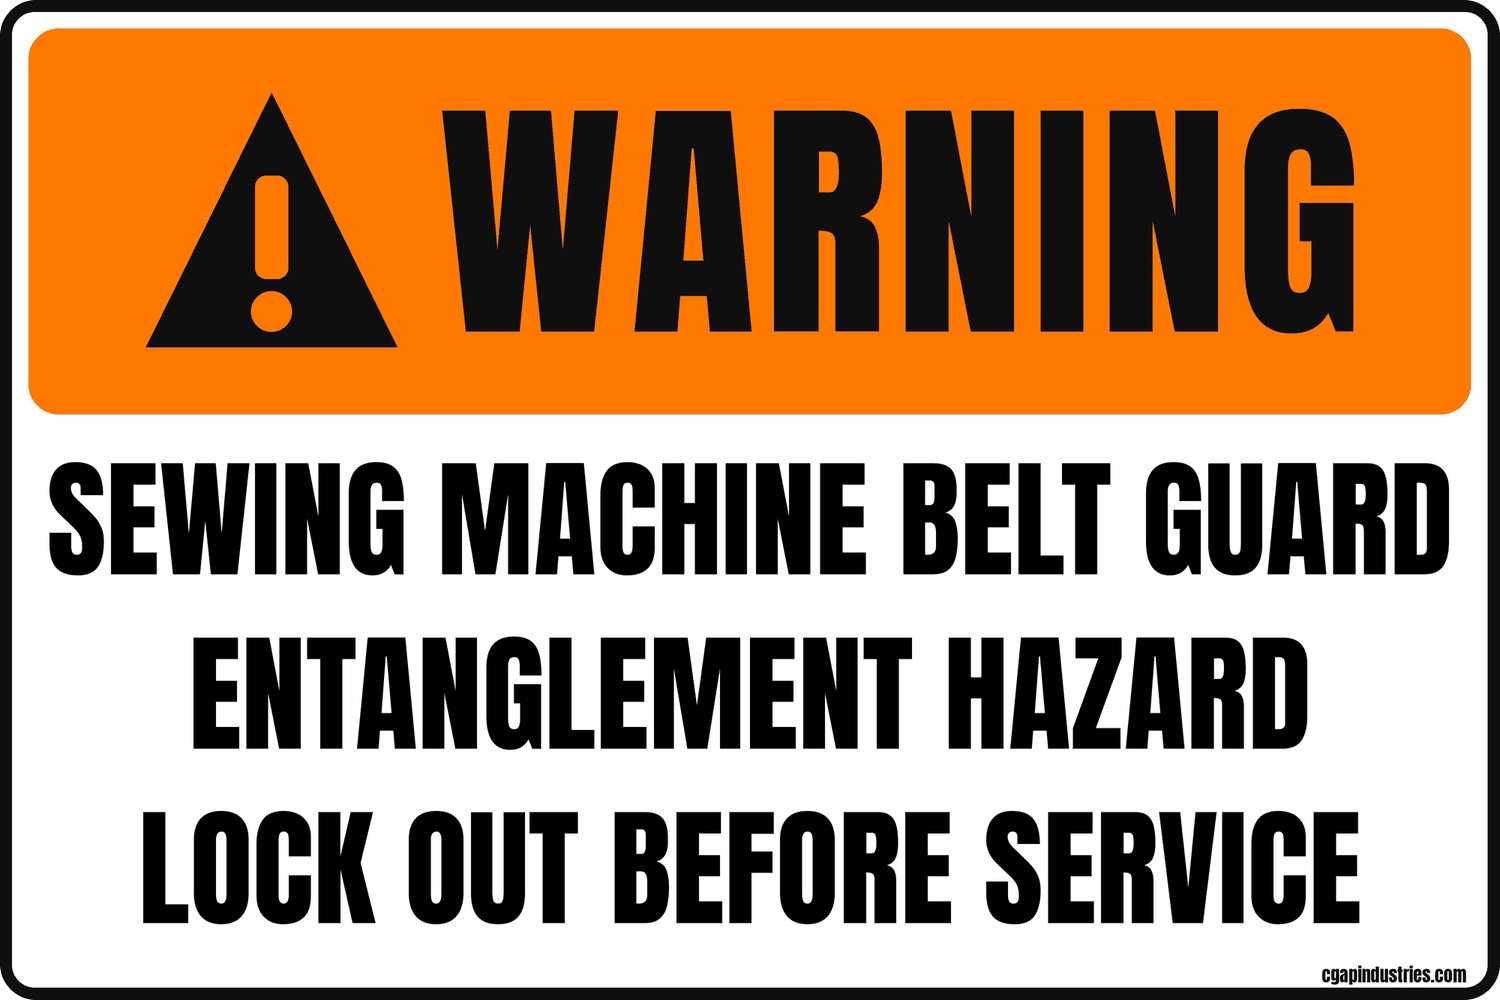 WARNING
SEWING MACHINE BELT GUARD
ENTANGLEMENT HAZARD
LOCK OUT BEFORE SERVICE
cgapindustries.com